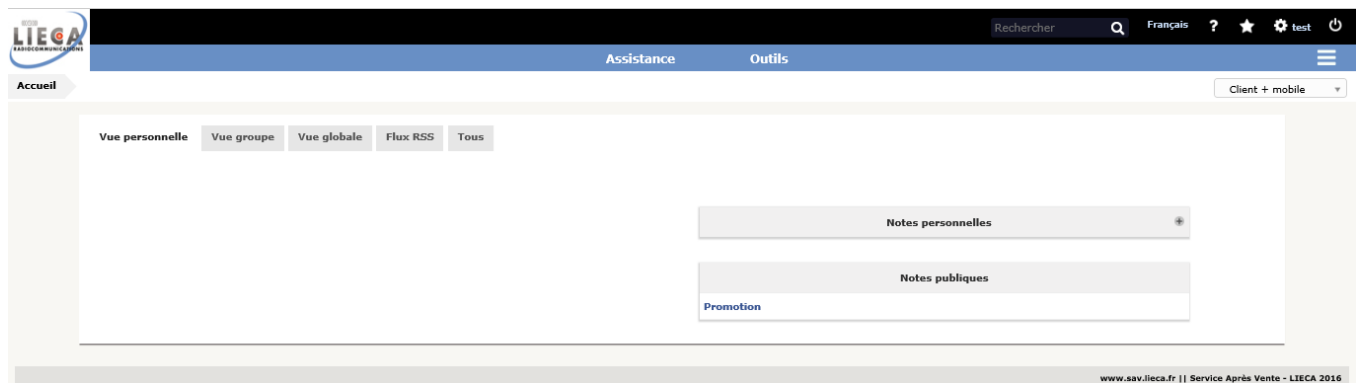 LIECA
RADIOCOMMUNICATIONS
Rechercher Français ? test
Assistance Outils
Accueil Client + mobile
Vue personnelle Vue groupe Vue globale Flux RSS Tous
Notes personnelles
Notes publiques
Promotion
www.sav.lieca.fr || Service Après Vente - LIECA 2016